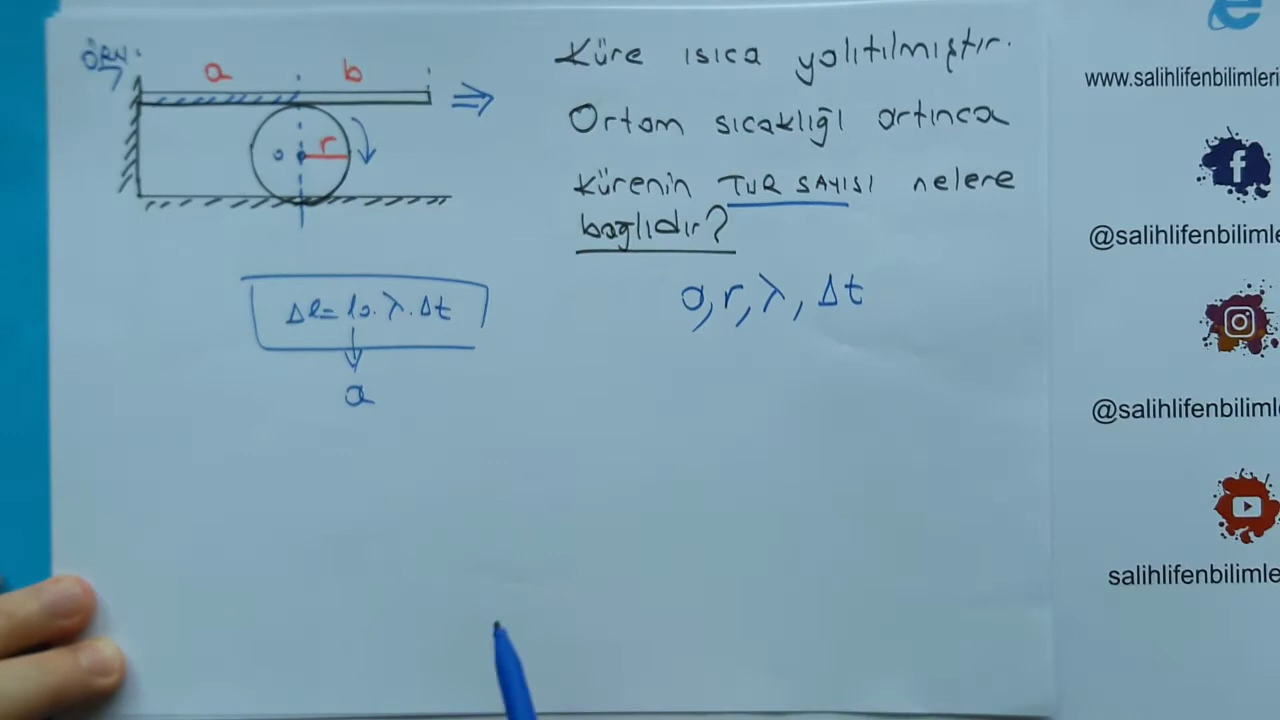 ÖRN:
a
b
r
o
Küre ısıca yalıtılmıştır.
Ortam sıcaklığı artınca
kürenin TUR SAYISI nelere
bağlıdır?
Δl = l₀.λ.Δt
a
a, r, λ, Δt
www.salihlifenbilimleri
@salihlifenbilimle
@salihlifenbiliml
salihlifenbilimle